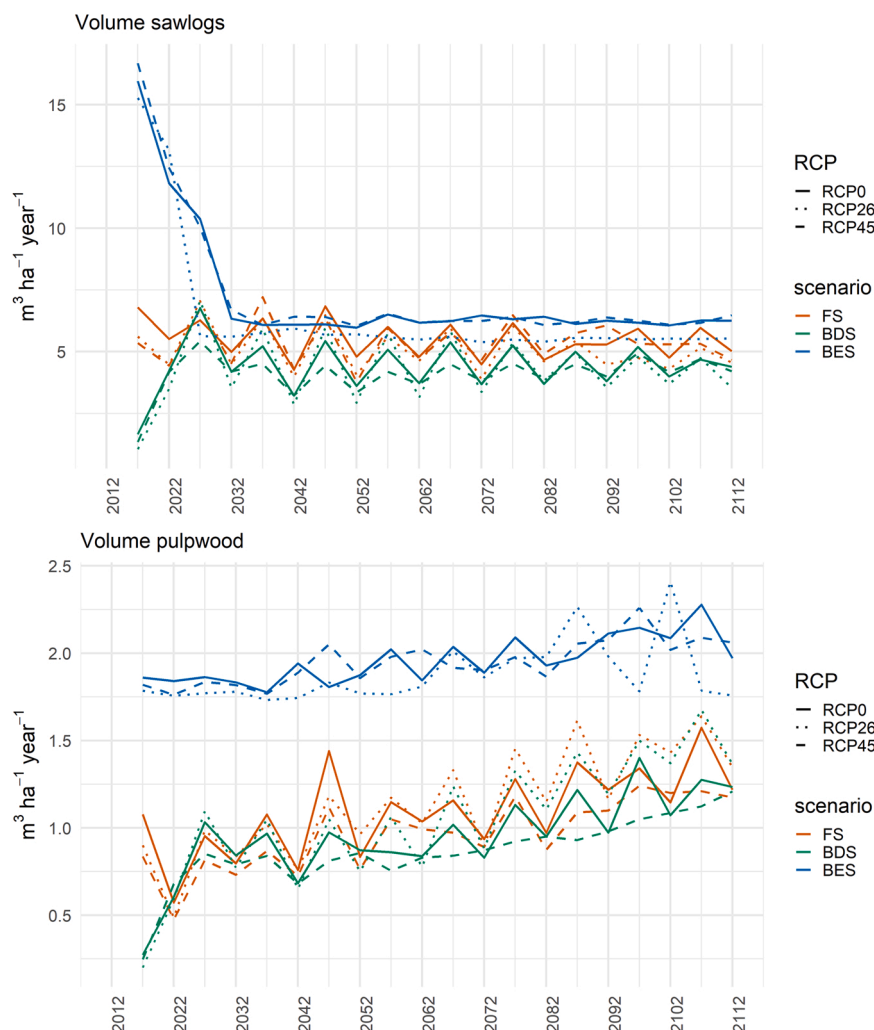 Volume sawlogs
15
10
5
m³ ha⁻¹ year⁻¹
2012
2022
2032
2042
2052
2062
2072
2082
2092
2102
2112
RCP
RCP0
RCP26
RCP45
scenario
FS
BDS
BES
Volume pulpwood
2.5
2.0
1.5
1.0
0.5
m³ ha⁻¹ year⁻¹
2012
2022
2032
2042
2052
2062
2072
2082
2092
2102
2112
RCP
RCP0
RCP26
RCP45
scenario
FS
BDS
BES